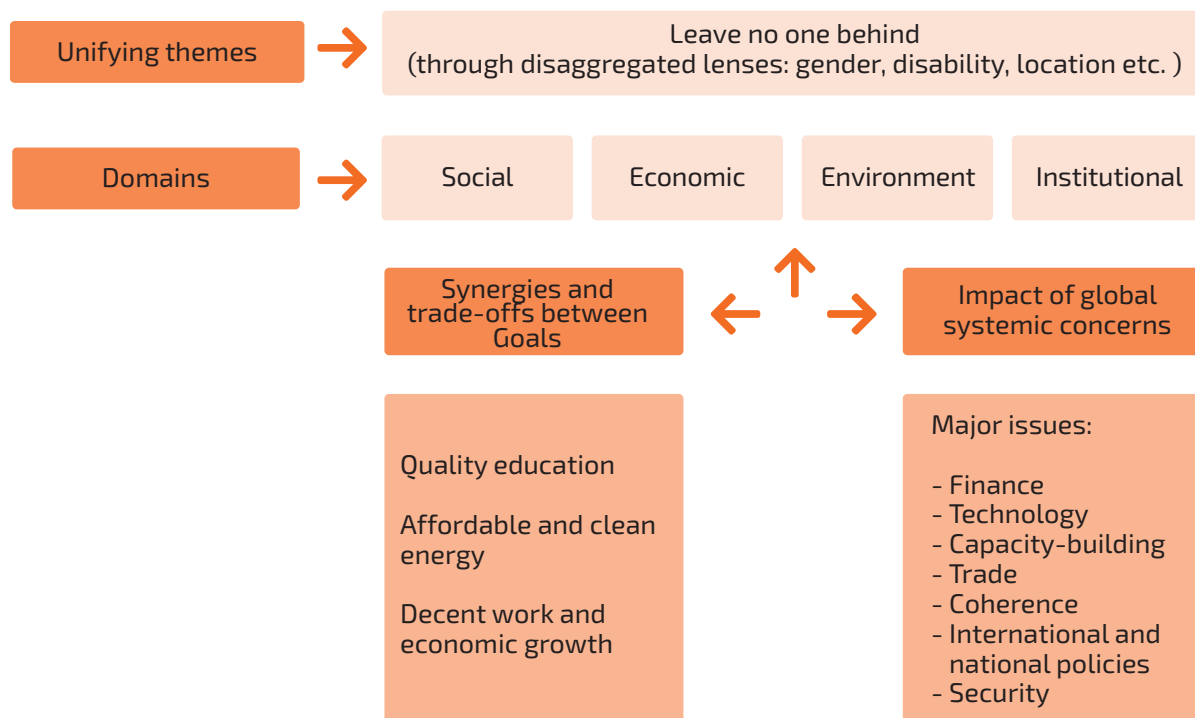 Unifying themes
Leave no one behind
(through disaggregated lenses: gender, disability, location etc. )
Domains
Social
Economic
Environment
Institutional
Synergies and
trade-offs between
Goals
Impact of global
systemic concerns
Quality education
Affordable and clean
energy
Decent work and
economic growth
Major issues:
- Finance
- Technology
- Capacity-building
- Trade
- Coherence
- International and
national policies
- Security